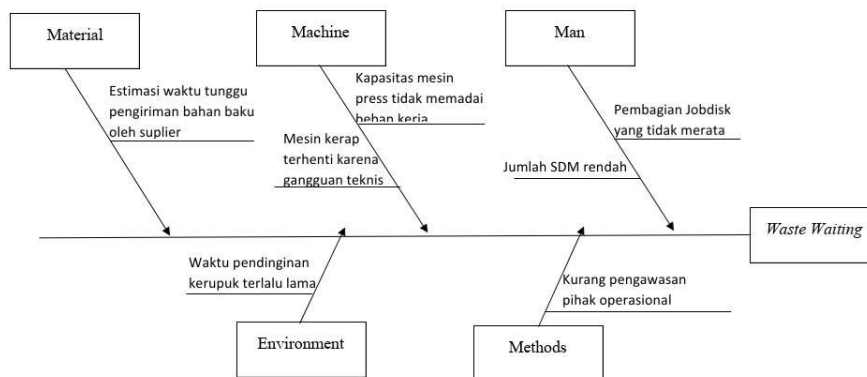 Material
Machine
Man
Estimasi waktu tunggu
pengiriman bahan baku
oleh suplier
Kapasitas mesin
press tidak memadai
beban kerja
Mesin kerap
terhenti karena
gangguan teknis
Pembagian Jobdisk
yang tidak merata
Jumlah SDM rendah
Waste Waiting
Waktu pendinginan
kerupuk terlalu lama
Kurang pengawasan
pihak operasional
Environment
Methods